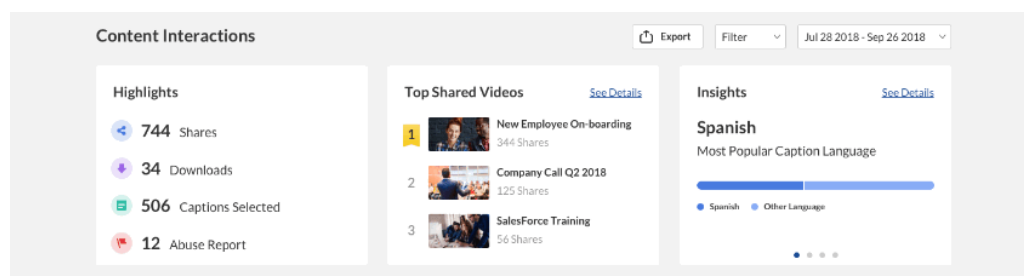 Content Interactions
Export
Filter
Jul 28 2018 - Sep 26 2018
Highlights
744 Shares
34 Downloads
506 Captions Selected
12 Abuse Report
Top Shared Videos
See Details
1
New Employee On-boarding
344 Shares
2
Company Call Q2 2018
125 Shares
3
SalesForce Training
56 Shares
Insights
See Details
Spanish
Most Popular Caption Language
Spanish
Other Language